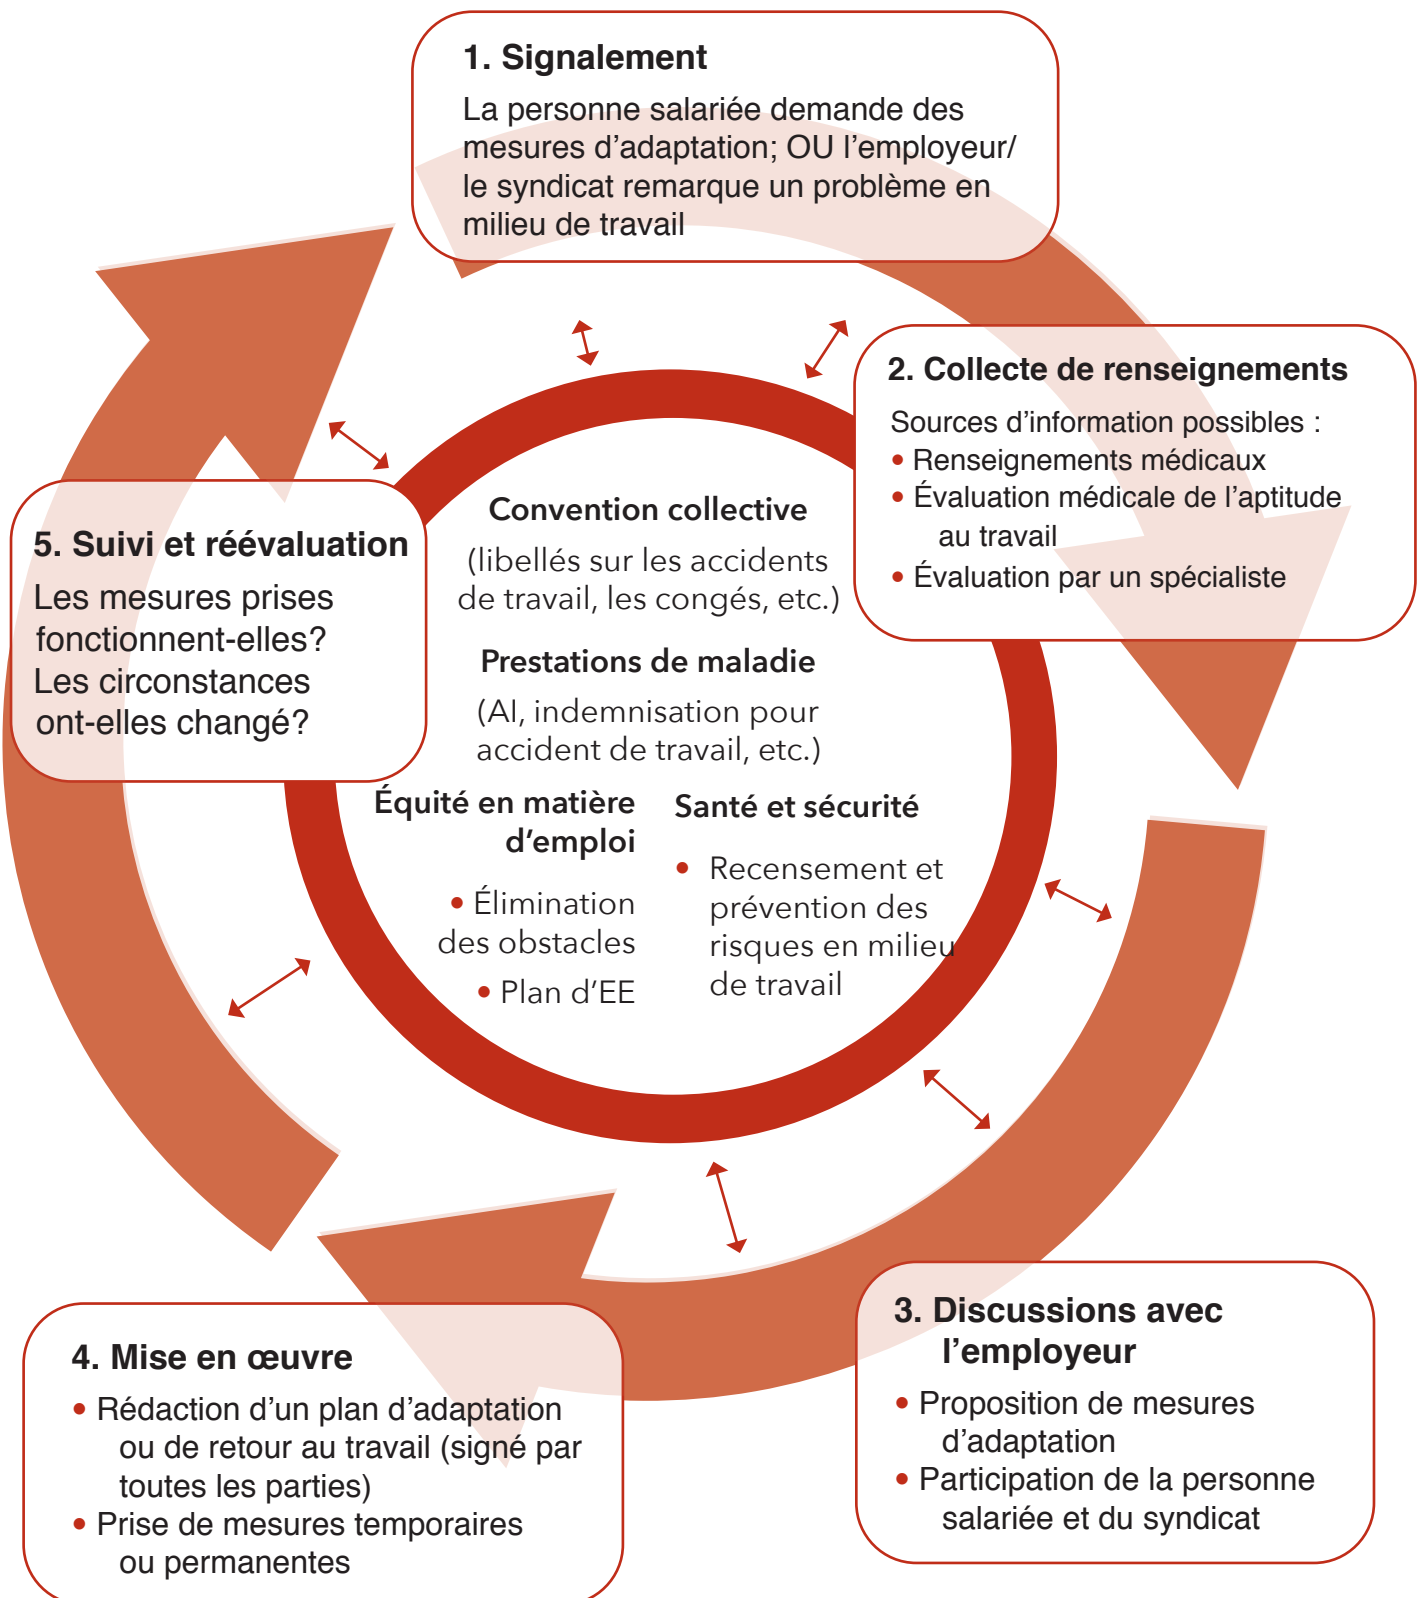 1. Signalement
La personne salariée demande des
mesures d’adaptation; OU l’employeur/
le syndicat remarque un problème en
milieu de travail
2. Collecte de renseignements
Sources d’information possibles :
• Renseignements médicaux
• Évaluation médicale de l’aptitude
au travail
• Évaluation par un spécialiste
3. Discussions avec
l’employeur
• Proposition de mesures
d’adaptation
• Participation de la personne
salariée et du syndicat
4. Mise en œuvre
• Rédaction d’un plan d’adaptation
ou de retour au travail (signé par
toutes les parties)
• Prise de mesures temporaires
ou permanentes
5. Suivi et réévaluation
Les mesures prises
fonctionnent-elles?
Les circonstances
ont-elles changé?
Convention collective
(libellés sur les accidents
de travail, les congés, etc.)
Prestations de maladie
(AI, indemnisation pour
accident de travail, etc.)
Équité en matière
d’emploi
• Élimination
des obstacles
• Plan d’EE
Santé et sécurité
• Recensement et
prévention des
risques en milieu
de travail